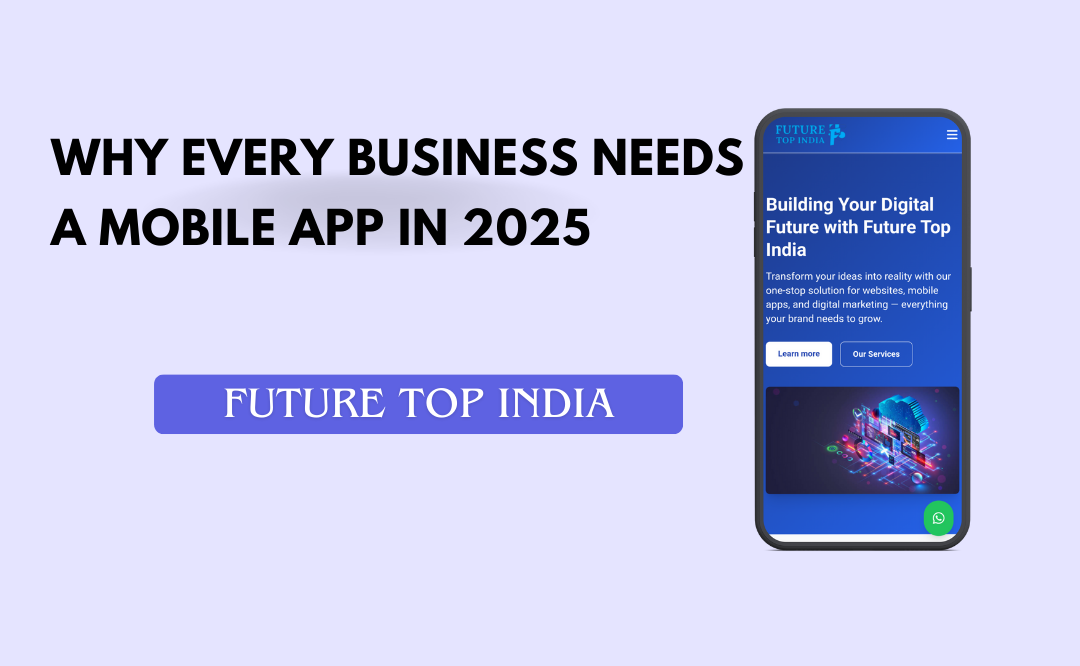 WHY EVERY BUSINESS NEEDS
A MOBILE APP IN 2025
FUTURE TOP INDIA
FUTURE
TOP INDIA
Building Your Digital
Future with Future Top
India
Transform your ideas into reality with our
one-stop solution for websites, mobile
apps, and digital marketing — everything
your brand needs to grow.
Learn more
Our Services